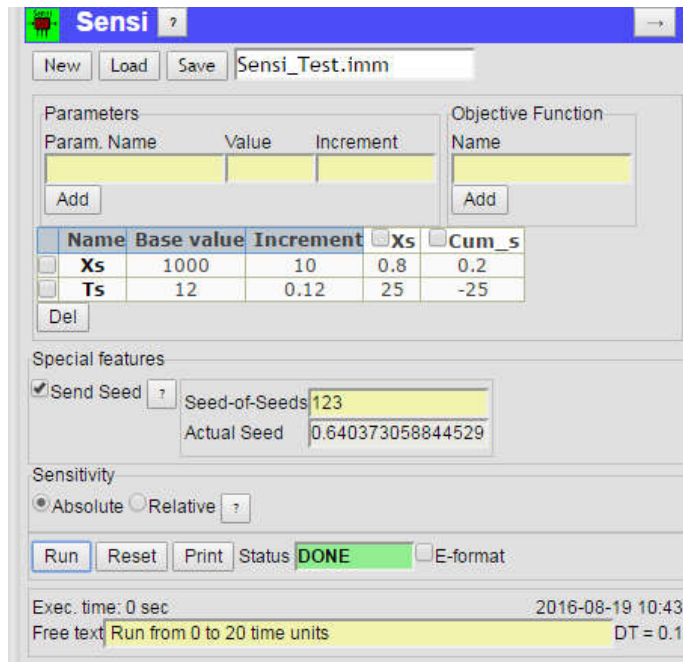 Sensi ?
→
New Load Save Sensi_Test.imm
Parameters Objective Function
Param. Name Value Increment Name
Add Add
Name Base value Increment Xs Cum_s
Xs 1000 10 0.8 0.2
Ts 12 0.12 25 -25
Del
Special features
Send Seed ? Seed-of-Seeds 123
Actual Seed 0.640373058844529
Sensitivity
Absolute Relative ?
Run Reset Print Status DONE E-format
Exec. time: 0 sec 2016-08-19 10:43
Free text Run from 0 to 20 time units DT = 0.1